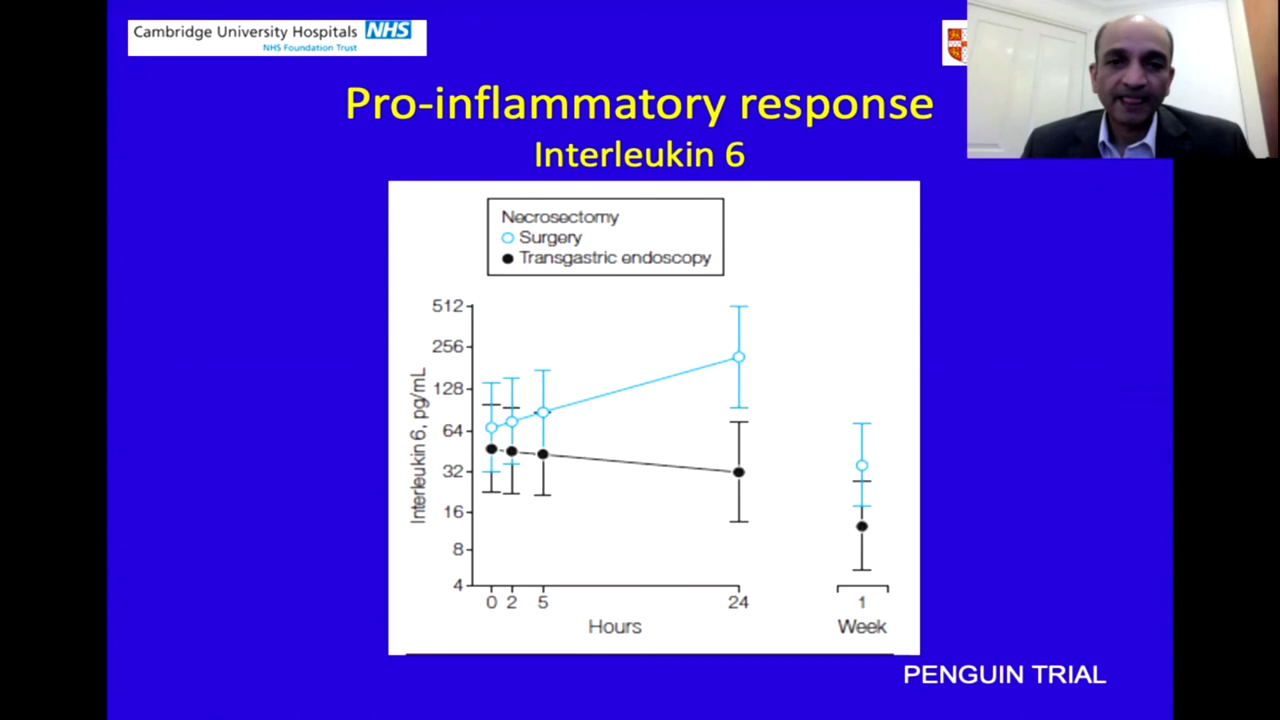 Cambridge University Hospitals NHS
NHS Foundation Trust
Pro-inflammatory response
Interleukin 6
Necrosectomy
Surgery
Transgastric endoscopy
512
256
128
64
32
16
8
4
Interleukin 6, pg/mL
0 2 5 24 1
Hours Week
PENGUIN TRIAL